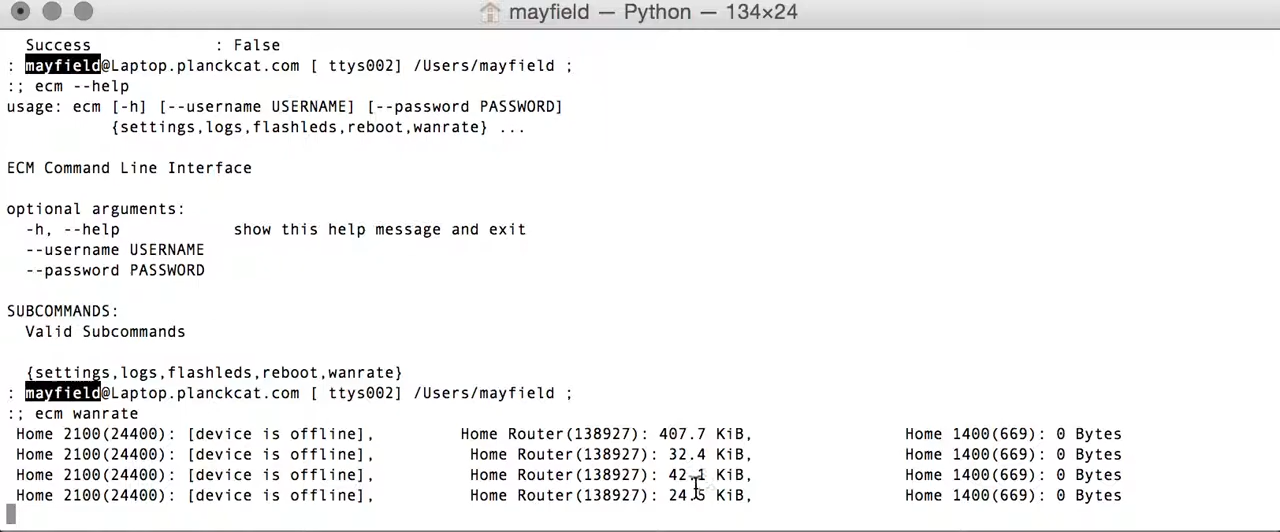 mayfield — Python — 134×24
Success : False
: mayfield@Laptop.planckcat.com [ ttys002] /Users/mayfield ;
:; ecm --help
usage: ecm [-h] [--username USERNAME] [--password PASSWORD]
{settings,logs,flashleds,reboot,wanrate} ...
ECM Command Line Interface
optional arguments:
-h, --help show this help message and exit
--username USERNAME
--password PASSWORD
SUBCOMMANDS:
Valid Subcommands
{settings,logs,flashleds,reboot,wanrate}
: mayfield@Laptop.planckcat.com [ ttys002] /Users/mayfield ;
:; ecm wanrate
Home 2100(24400): [device is offline], Home Router(138927): 407.7 KiB, Home 1400(669): 0 Bytes
Home 2100(24400): [device is offline], Home Router(138927): 32.4 KiB, Home 1400(669): 0 Bytes
Home 2100(24400): [device is offline], Home Router(138927): 42.1 KiB, Home 1400(669): 0 Bytes
Home 2100(24400): [device is offline], Home Router(138927): 24.5 KiB, Home 1400(669): 0 Bytes